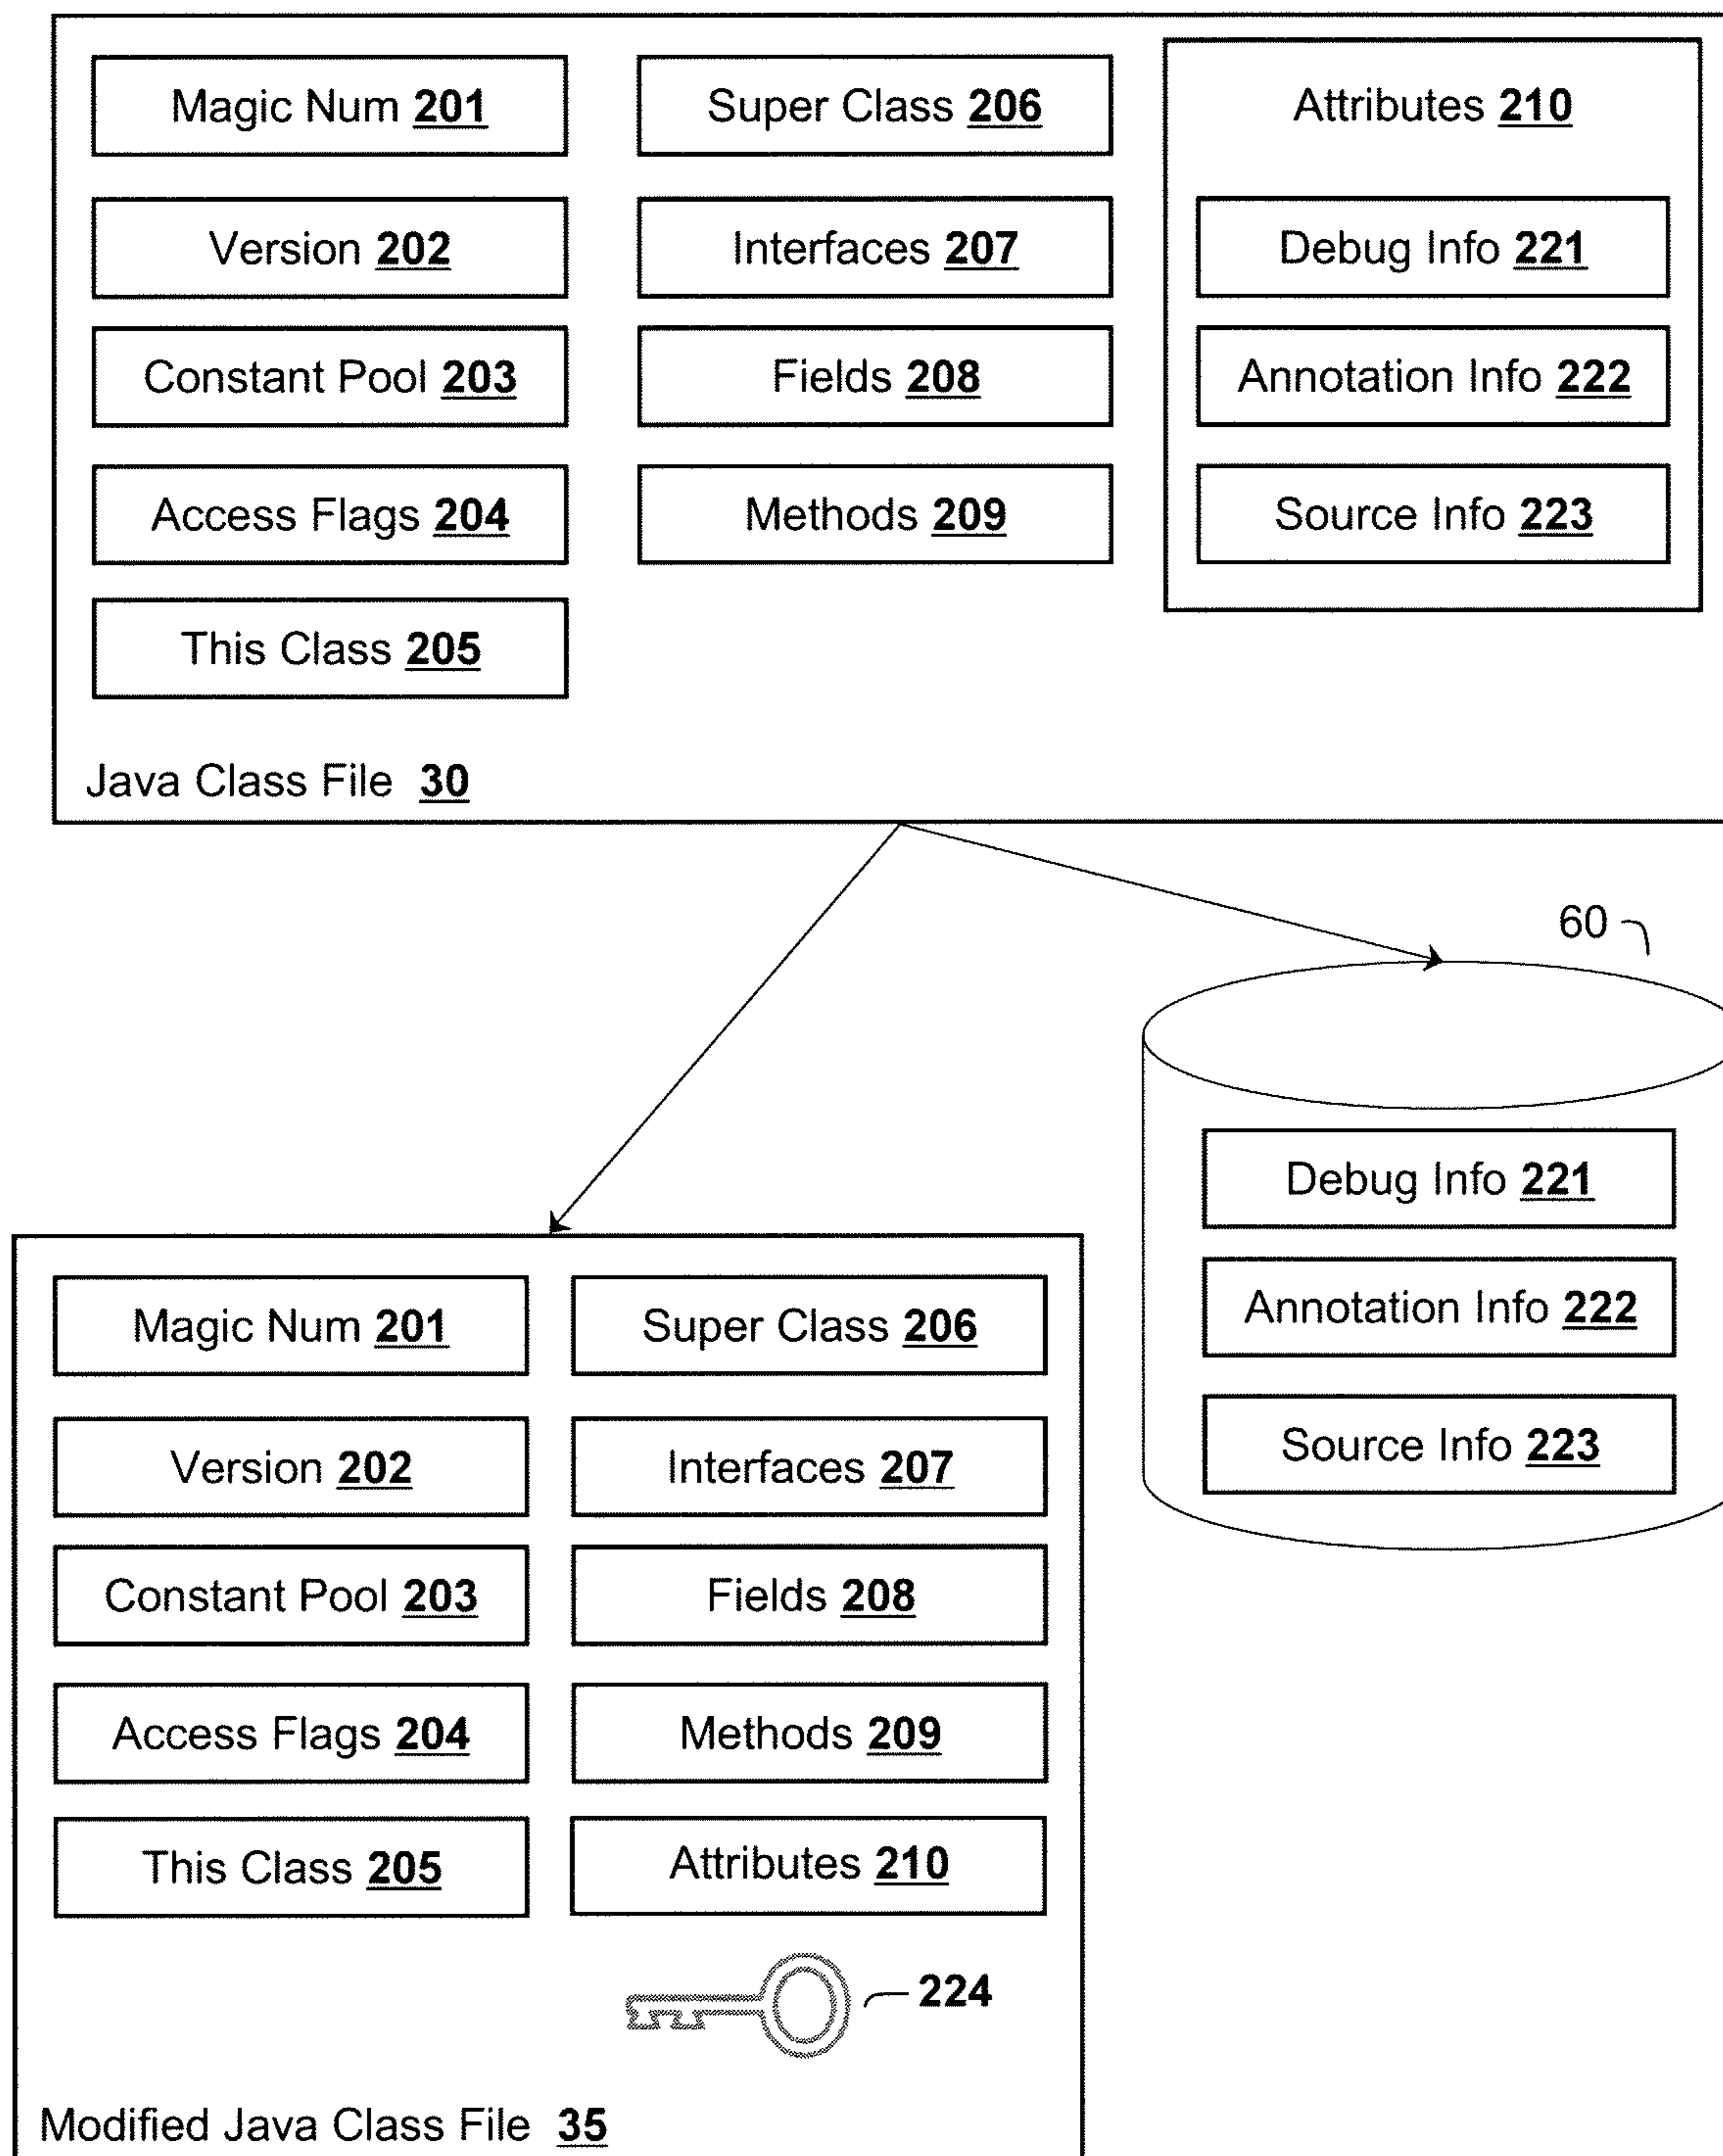 Magic Num 201
Super Class 206
Attributes 210
Version 202
Interfaces 207
Debug Info 221
Constant Pool 203
Fields 208
Annotation Info 222
Access Flags 204
Methods 209
Source Info 223
This Class 205
Java Class File 30
60
Debug Info 221
Annotation Info 222
Source Info 223
Magic Num 201
Super Class 206
Version 202
Interfaces 207
Constant Pool 203
Fields 208
Access Flags 204
Methods 209
This Class 205
Attributes 210
224
Modified Java Class File 35